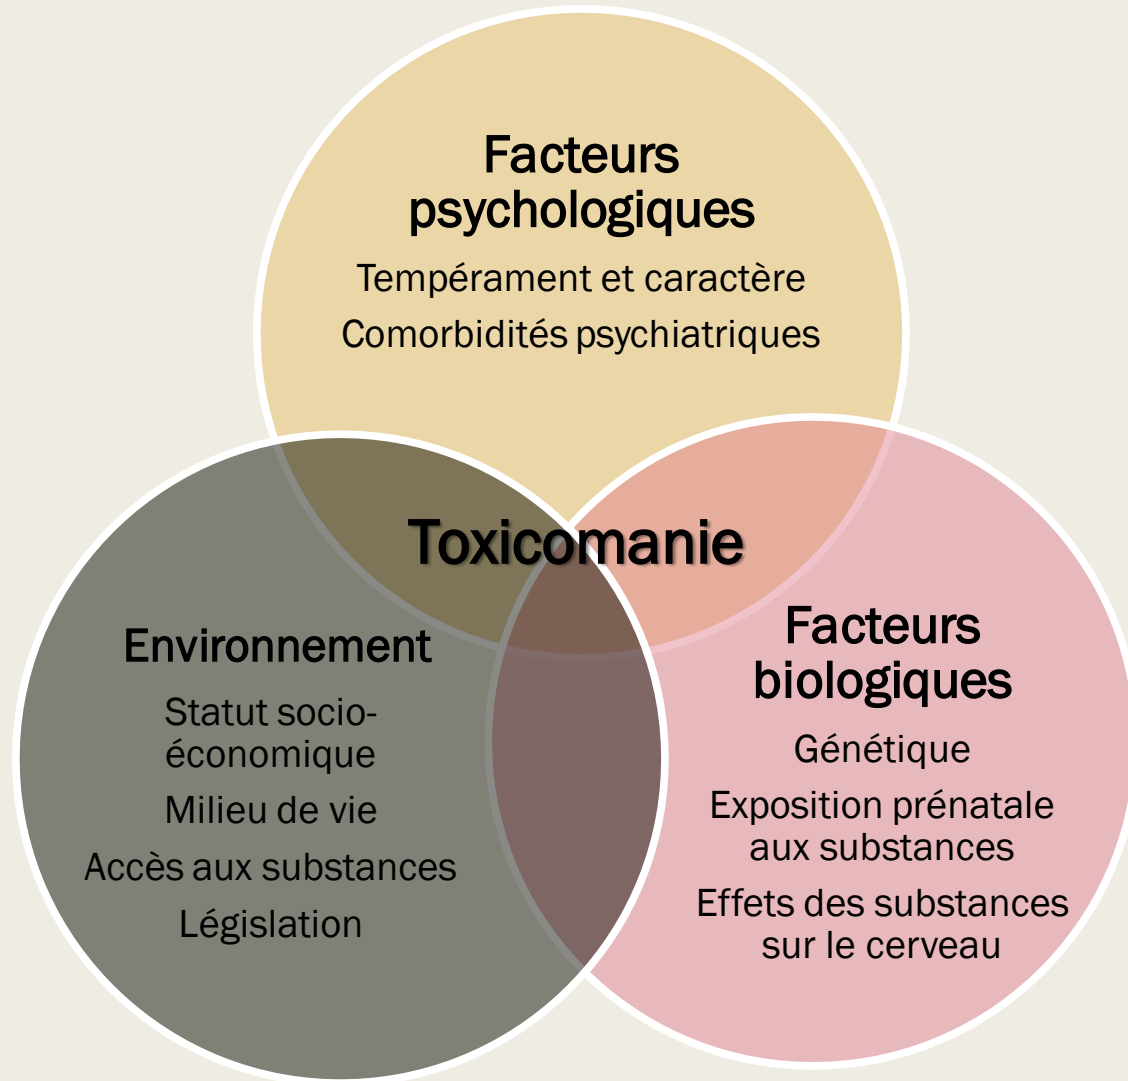 Facteurs
psychologiques
Tempérament et caractère
Comorbidités psychiatriques
Toxicomanie
Environnement
Statut socio-
économique
Milieu de vie
Accès aux substances
Législation
Facteurs
biologiques
Génétique
Exposition prénatale
aux substances
Effets des substances
sur le cerveau